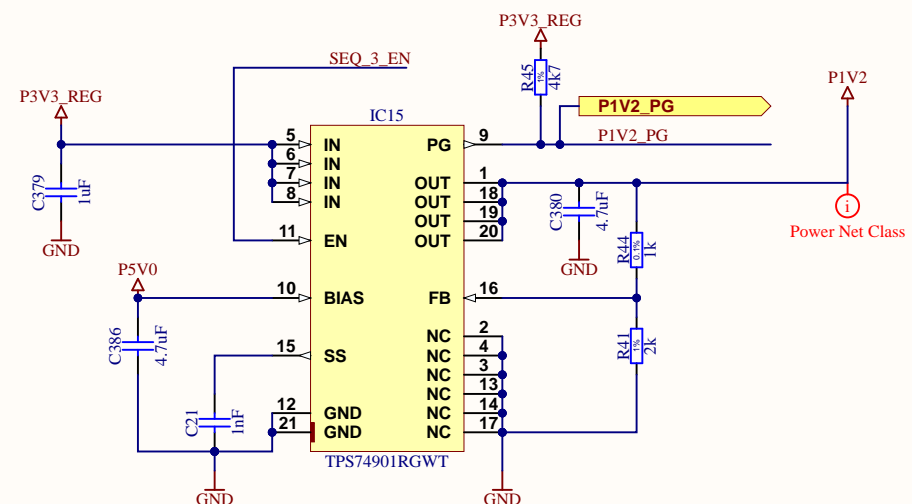 P3V3_REG
SEQ_3_EN
R45
1%
4k7
P1V2
P3V3_REG
IC15
P1V2_PG
5
IN
PG
9
P1V2_PG
6
IN
7
IN
OUT
1
8
IN
OUT
18
OUT
19
11
EN
OUT
20
C379
1uF
GND
C380
4.7uF
GND
R44
0.1%
1k
i
Power Net Class
P5V0
10
BIAS
FB
16
C386
4.7uF
NC
2
15
SS
NC
4
NC
3
NC
13
R41
1%
2k
C21
1nF
12
GND
NC
14
21
GND
NC
17
TPS74901RGWT
GND
GND